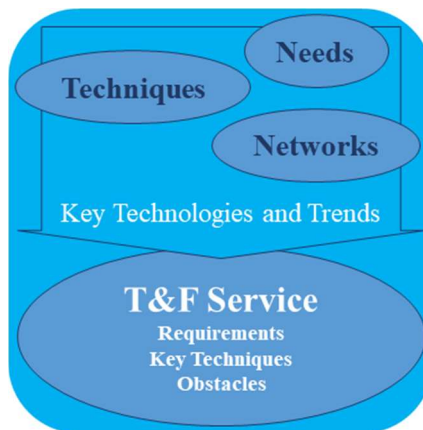 Needs
Techniques
Networks
Key Technologies and Trends
T&F Service
Requirements
Key Techniques
Obstacles